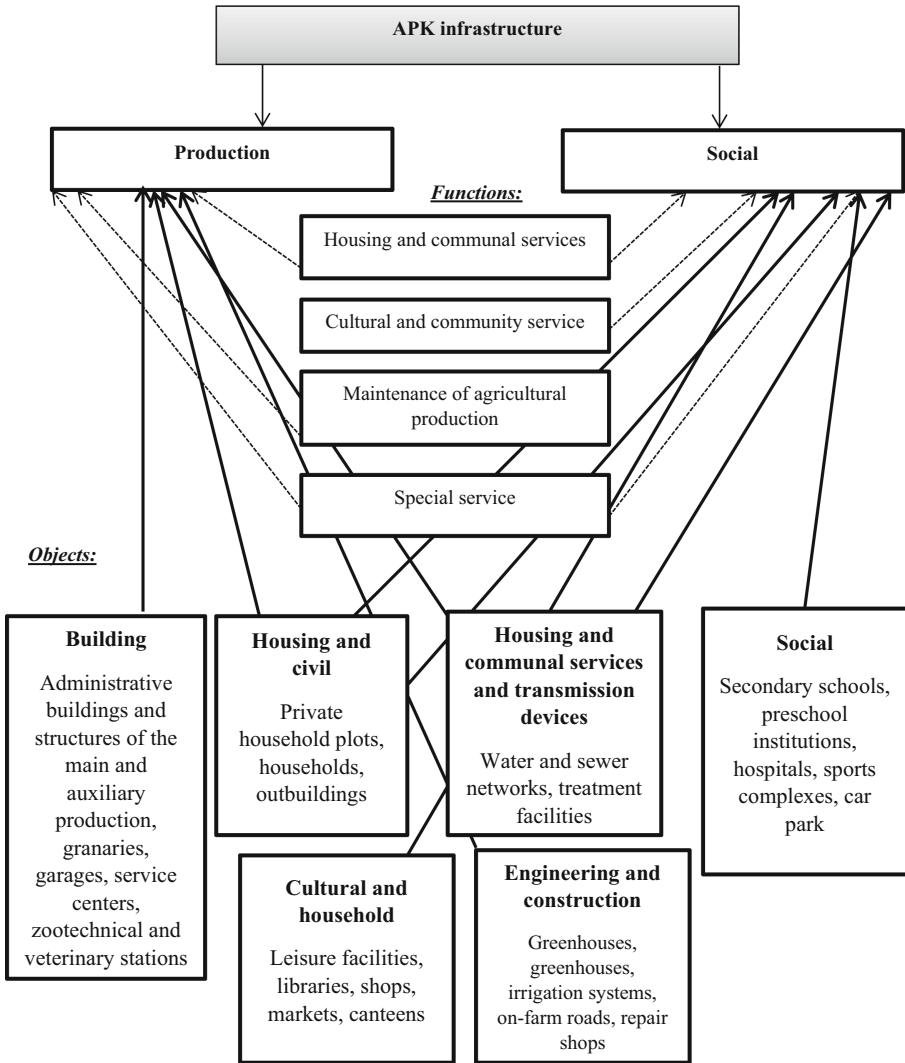 APK infrastructure
Production
Social
Functions:
Housing and communal services
Cultural and community service
Maintenance of agricultural
production
Special service
Objects:
Building
Administrative
buildings and
structures of the
main and
auxiliary
production,
granaries,
garages, service
centers,
zootechnical and
veterinary stations
Housing and
civil
Private
household plots,
households,
outbuildings
Housing and
communal services
and transmission
devices
Water and sewer
networks, treatment
facilities
Social
Secondary schools,
preschool
institutions,
hospitals, sports
complexes, car
park
Cultural and
household
Leisure facilities,
libraries, shops,
markets, canteens
Engineering and
construction
Greenhouses,
greenhouses,
irrigation systems,
on-farm roads, repair
shops